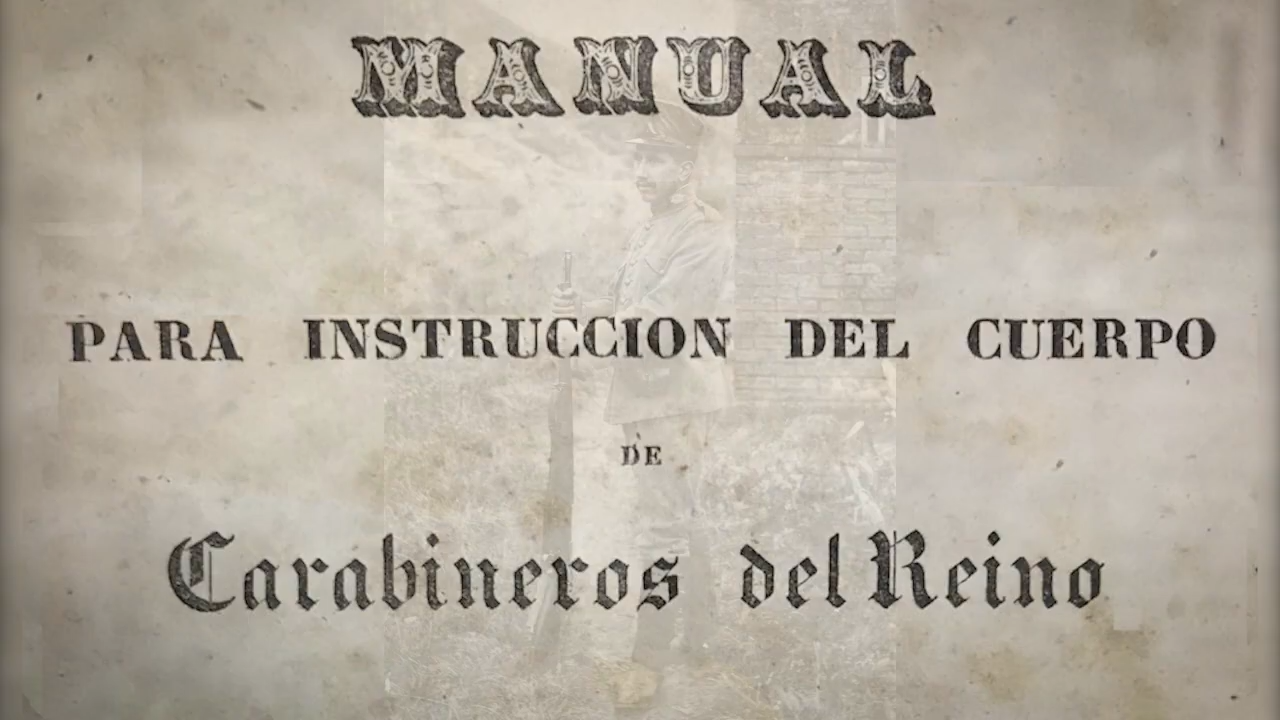 MANUAL
PARA INSTRUCCION DEL CUERPO
DE
Carabineros del Reino